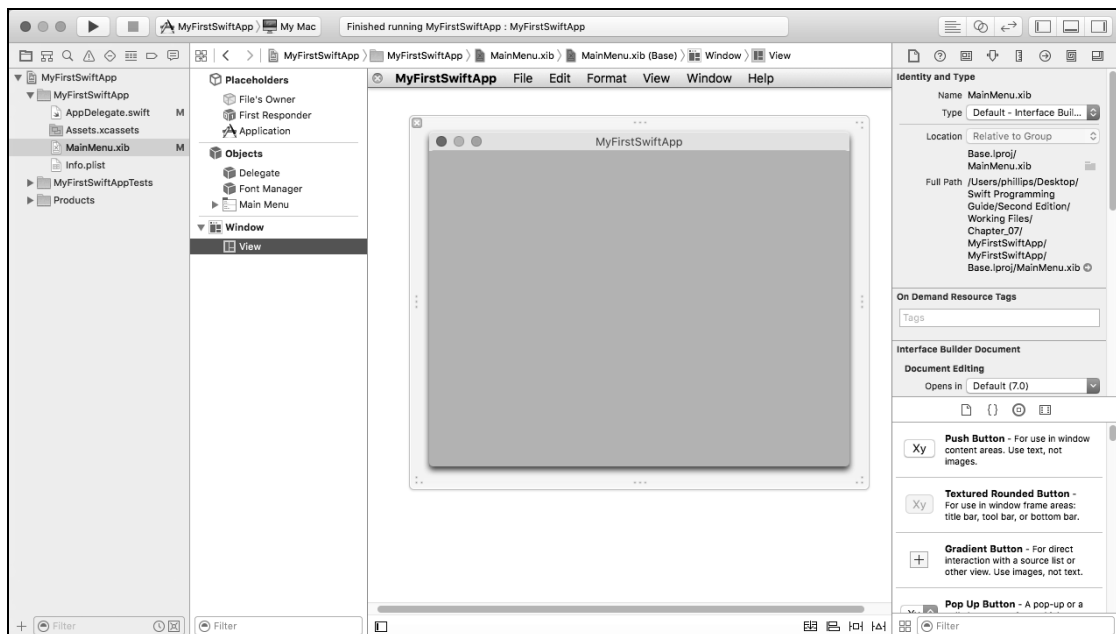 MyFirstSwiftApp
My Mac
Finished running MyFirstSwiftApp : MyFirstSwiftApp
MyFirstSwiftApp
MyFirstSwiftApp
AppDelegate.swift M
Assets.xcassets
MainMenu.xib M
Info.plist
MyFirstSwiftAppTests
Products
Filter
MyFirstSwiftApp
MyFirstSwiftApp
MainMenu.xib
MainMenu.xib (Base)
Window
View
Placeholders
File's Owner
First Responder
Application
Objects
Delegate
Font Manager
Main Menu
Window
View
Filter
MyFirstSwiftApp File Edit Format View Window Help
MyFirstSwiftApp
Identity and Type
Name MainMenu.xib
Type Default - Interface Buil...
Location Relative to Group
Base.lproj/
MainMenu.xib
Full Path /Users/phillips/Desktop/
Swift Programming
Guide/Second Edition/
Working Files/
Chapter_07/
MyFirstSwiftApp/
MyFirstSwiftApp/
Base.lproj/MainMenu.xib
On Demand Resource Tags
Tags
Interface Builder Document
Document Editing
Opens in Default (7.0)
{}
Xy
Push Button - For use in window
content areas. Use text, not
images.
Xy
Textured Rounded Button -
For use in window frame areas:
title bar, tool bar, or bottom bar.
Gradient Button - For direct
interaction with a source list or
other view. Use images, not text.
Pop Up Button - A pop-up or a
Filter